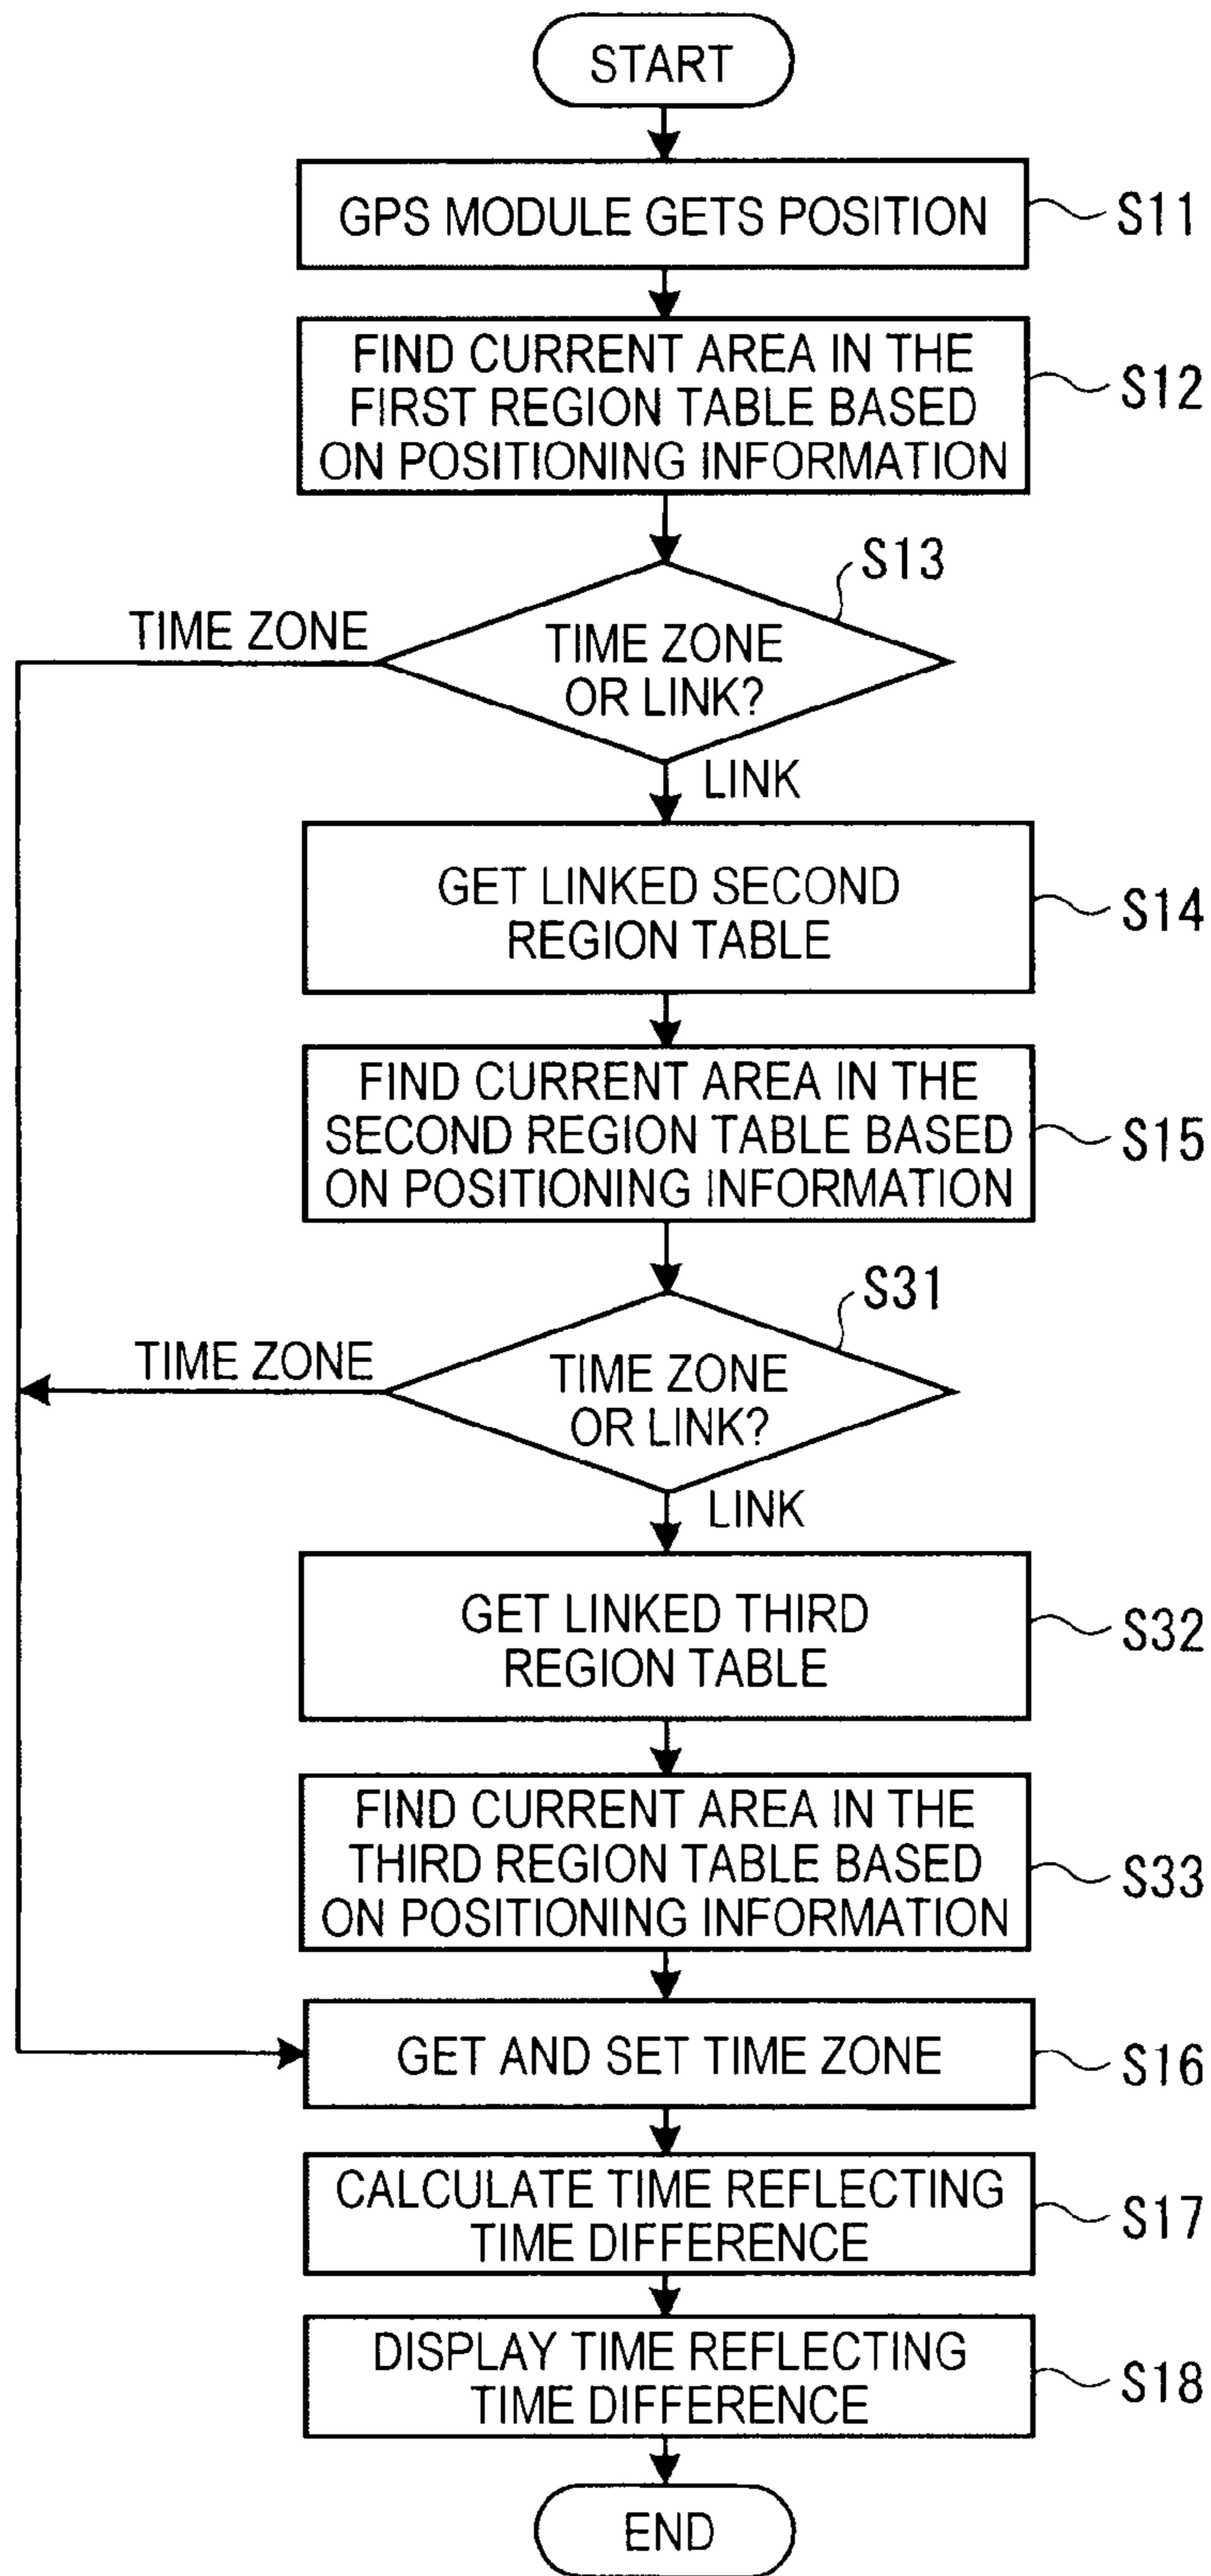 START
GPS MODULE GETS POSITION
S11
FIND CURRENT AREA IN THE
FIRST REGION TABLE BASED
ON POSITIONING INFORMATION
S12
S13
TIME ZONE
TIME ZONE
OR LINK?
LINK
GET LINKED SECOND
REGION TABLE
S14
FIND CURRENT AREA IN THE
SECOND REGION TABLE BASED
ON POSITIONING INFORMATION
S15
S31
TIME ZONE
TIME ZONE
OR LINK?
LINK
GET LINKED THIRD
REGION TABLE
S32
FIND CURRENT AREA IN THE
THIRD REGION TABLE BASED
ON POSITIONING INFORMATION
S33
GET AND SET TIME ZONE
S16
CALCULATE TIME REFLECTING
TIME DIFFERENCE
S17
DISPLAY TIME REFLECTING
TIME DIFFERENCE
S18
END